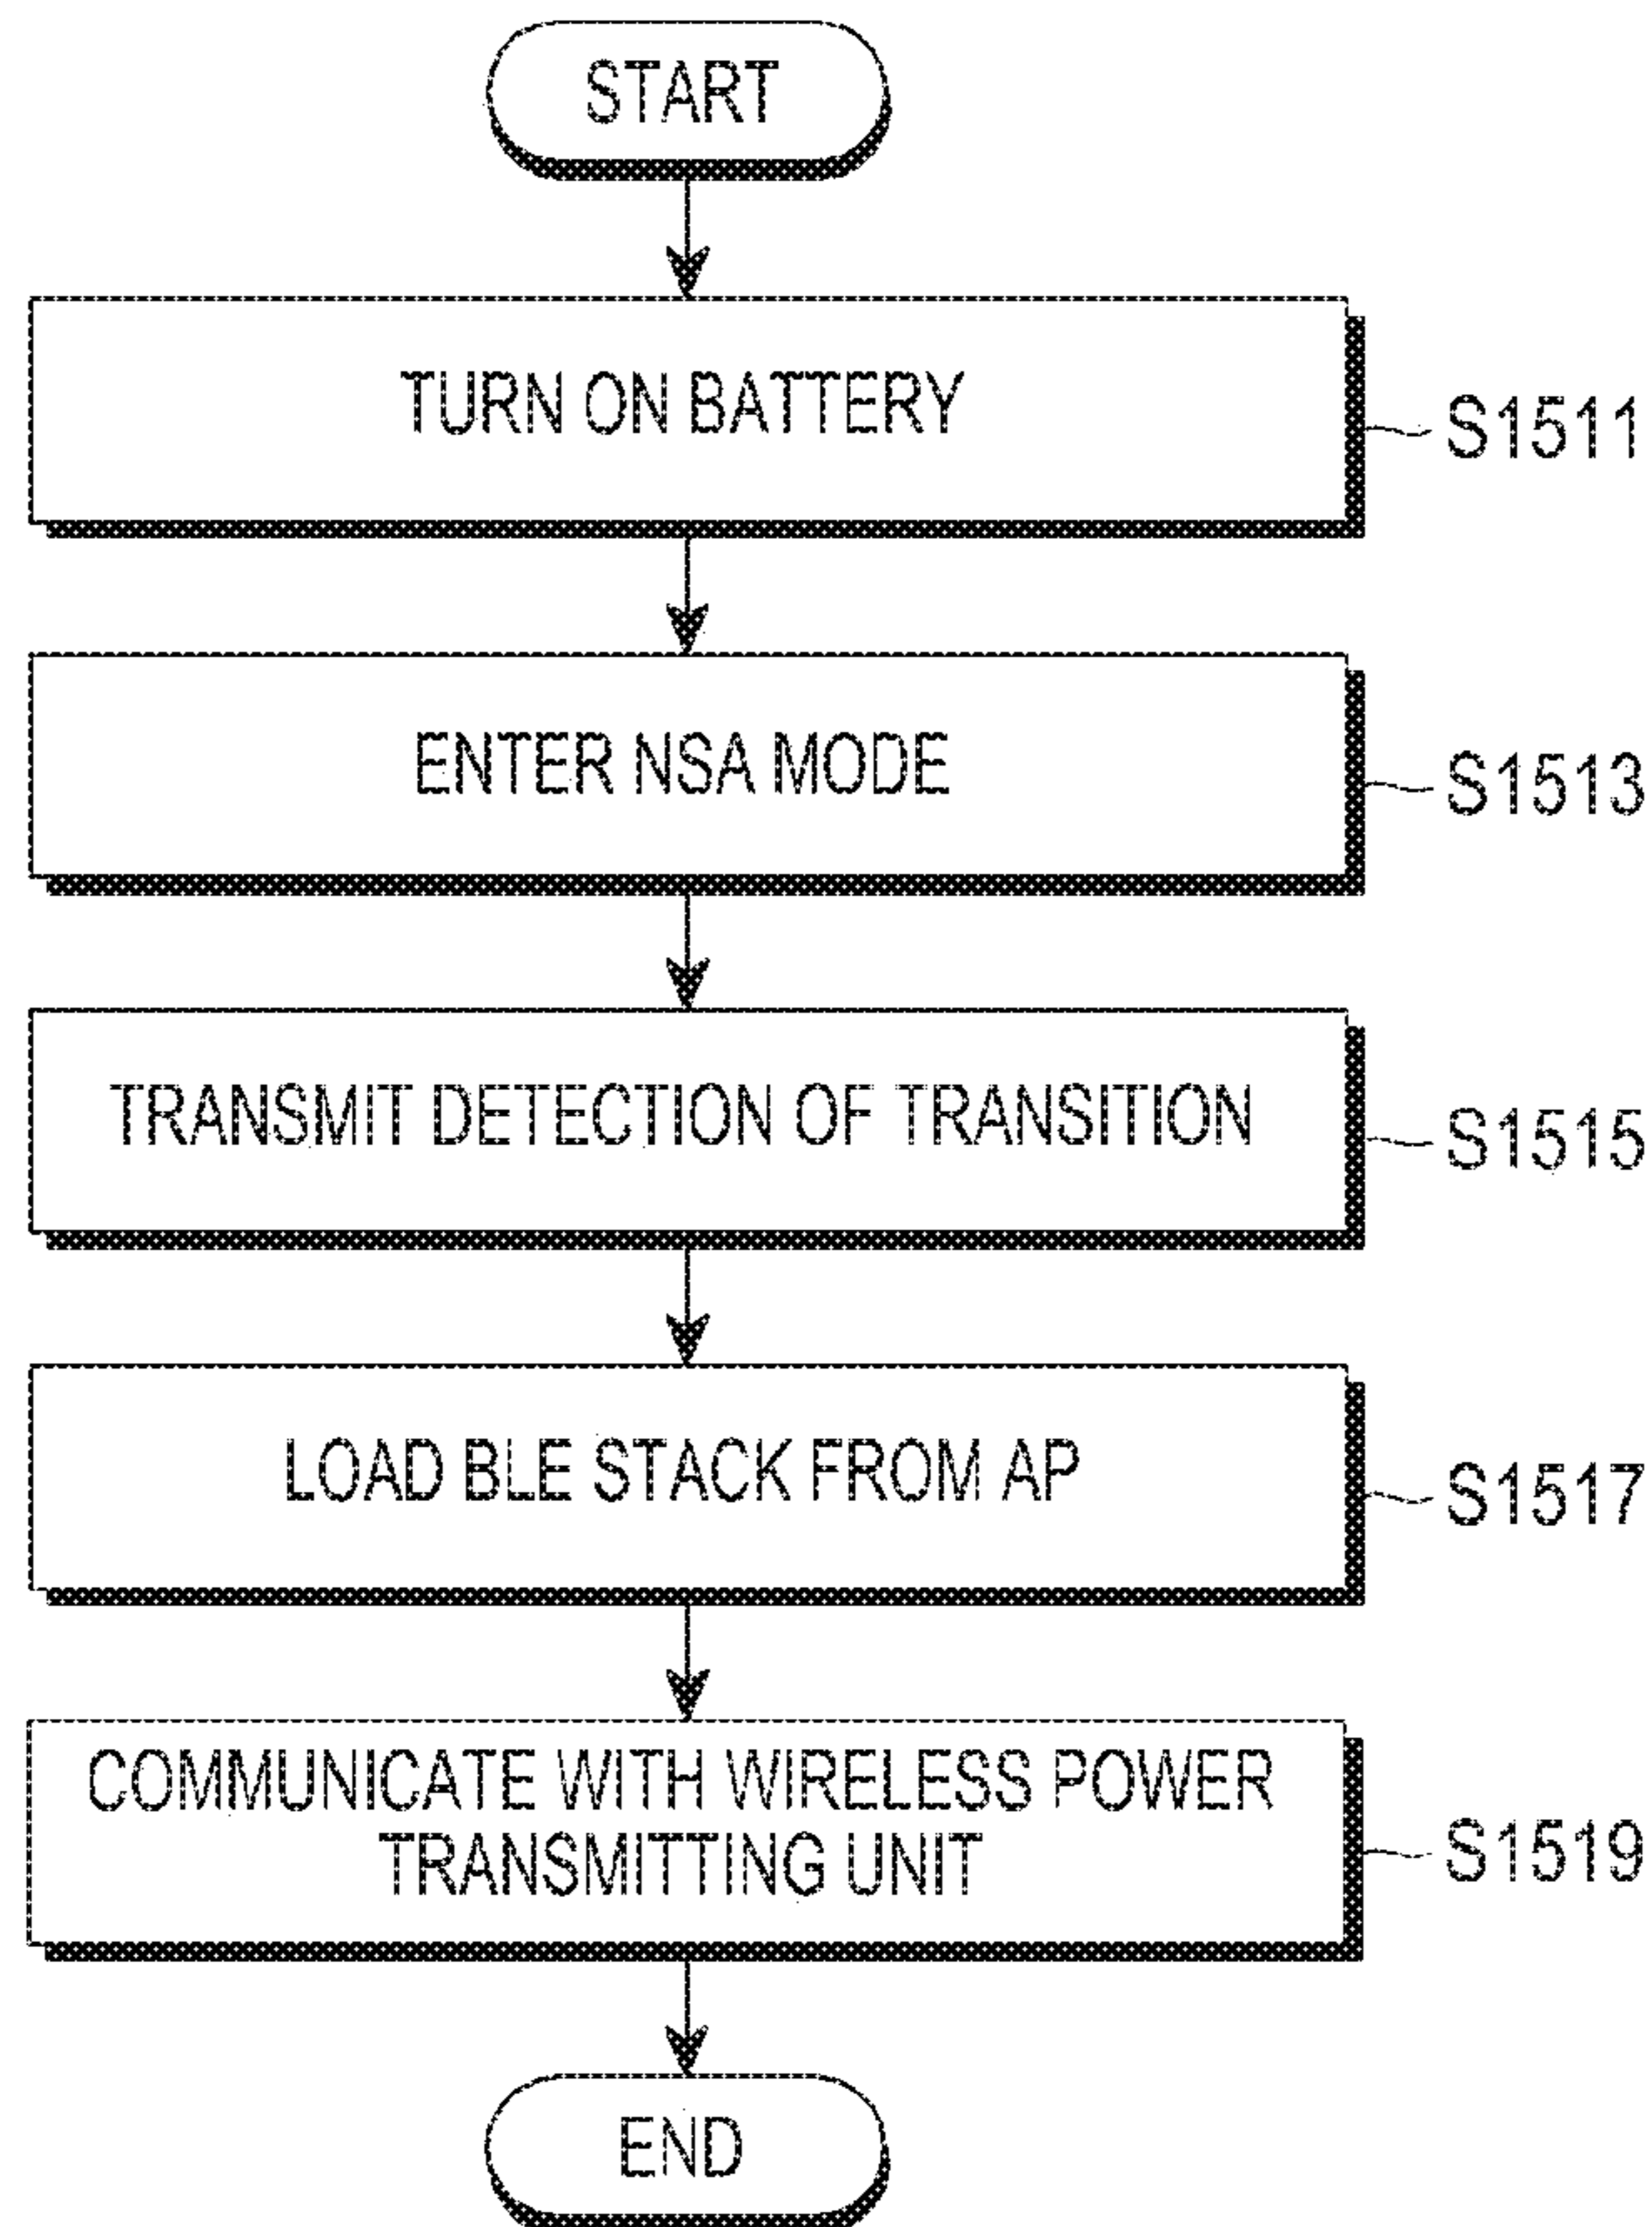 START
TURN ON BATTERY
S1511
ENTER NSA MODE
S1513
TRANSMIT DETECTION OF TRANSITION
S1515
LOAD BLE STACK FROM AP
S1517
COMMUNICATE WITH WIRELESS POWER
TRANSMITTING UNIT
S1519
END